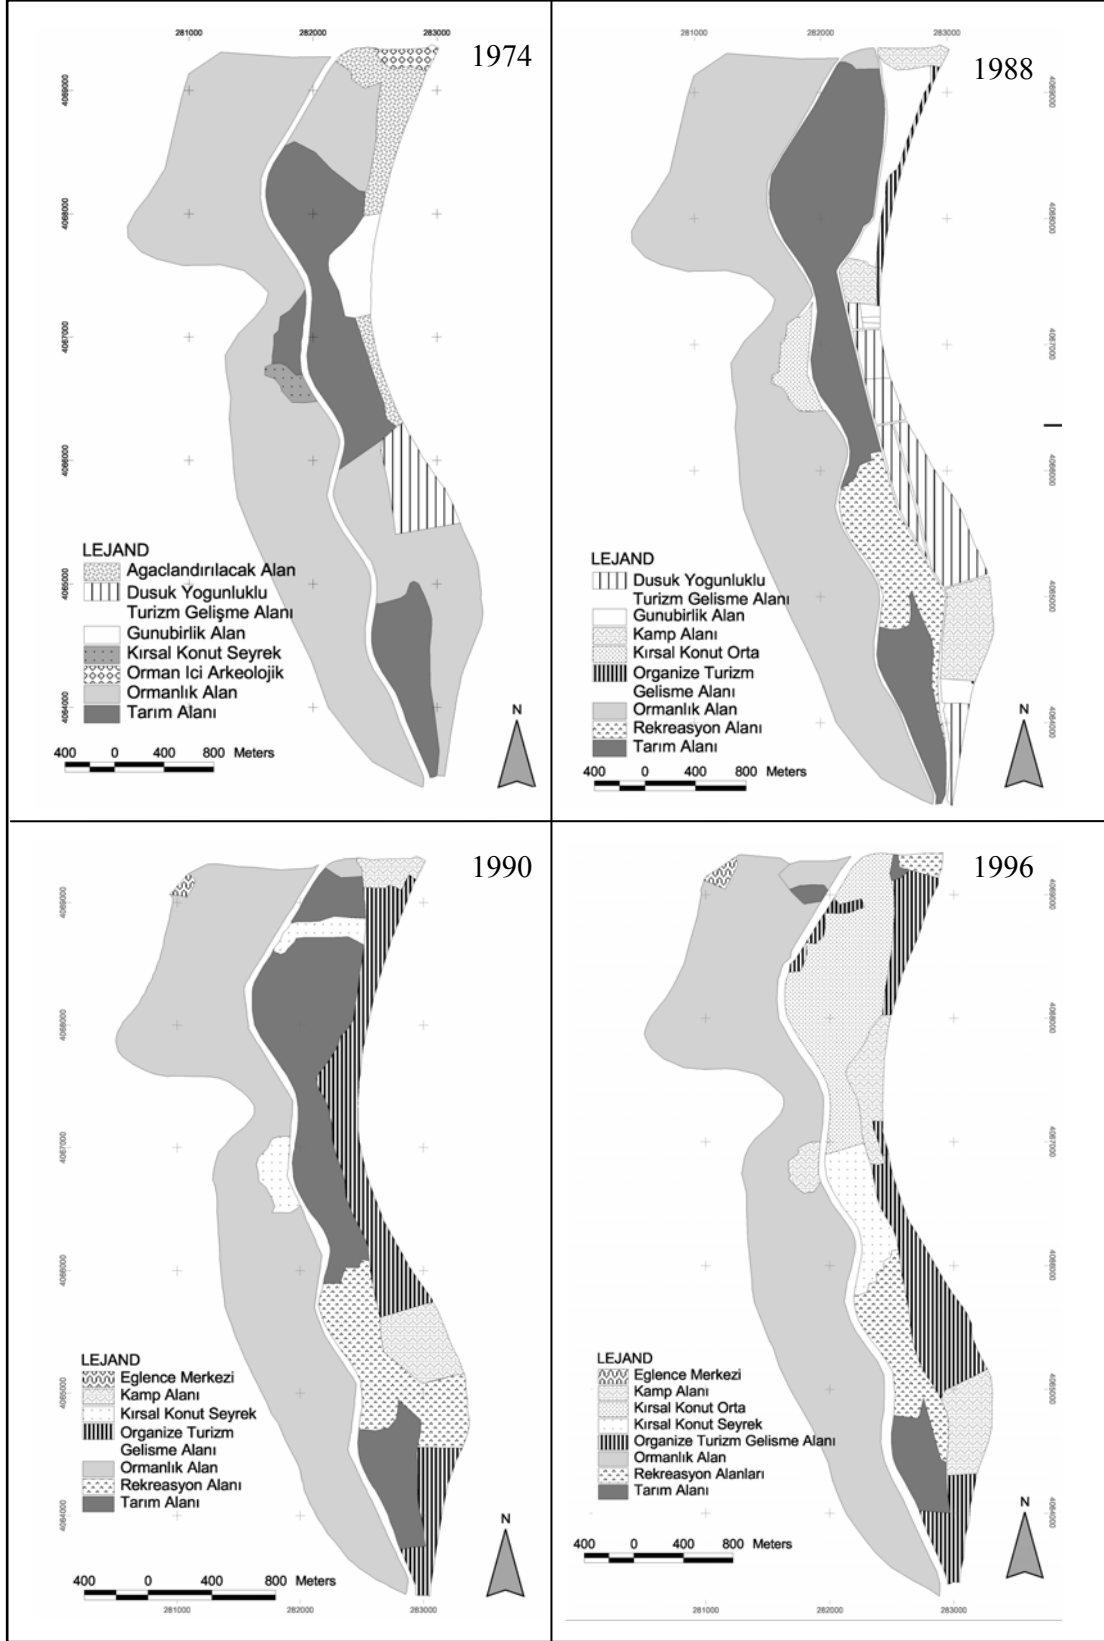 281000 282000 283000
1974
4069000
4068000
4067000
4066000
4065000
4064000
LEJAND
Agaclandırılacak Alan
Dusuk Yogunluklu
Turizm Gelişme Alanı
Gunubirlik Alan
Kırsal Konut Seyrek
Orman Ici Arkeolojik
Ormanlık Alan
Tarım Alanı
400 0 400 800 Meters
N
281000 282000 283000
1988
4069000
4068000
4067000
4066000
4065000
4064000
LEJAND
Dusuk Yogunluklu
Turizm Gelişme Alanı
Gunubirlik Alan
Kamp Alanı
Kırsal Konut Orta
Organize Turizm
Gelisme Alanı
Ormanlık Alan
Rekreasyon Alanı
Tarım Alanı
400 0 400 800 Meters
N
1990
4069000
4068000
4067000
4066000
4065000
4064000
LEJAND
Eglence Merkezi
Kamp Alanı
Kırsal Konut Seyrek
Organize Turizm
Gelisme Alanı
Ormanlık Alan
Rekreasyon Alanı
Tarım Alanı
400 0 400 800 Meters
N
281000 282000 283000
1996
4069000
4068000
4067000
4066000
4065000
4064000
LEJAND
Eglence Merkezi
Kamp Alanı
Kırsal Konut Orta
Kırsal Konut Seyrek
Organize Turizm Gelisme Alanı
Ormanlık Alan
Rekreasyon Alanları
Tarım Alanı
400 0 400 800 Meters
N
281000 282000 283000